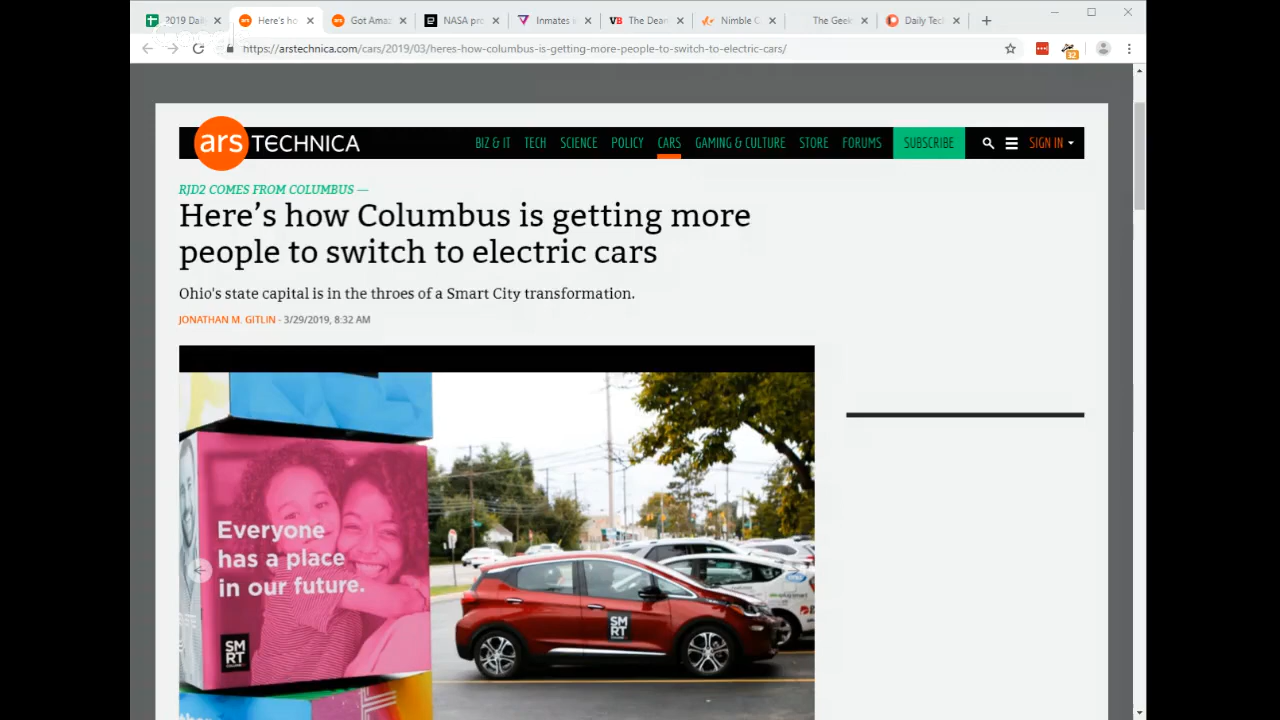 2019 Daily
Here's ho
Got Amaz
NASA pro
Inmates i
VB
The Dean
Nimble C
The Geek
Daily Tec
https://arstechnica.com/cars/2019/03/heres-how-columbus-is-getting-more-people-to-switch-to-electric-cars/
32
ars TECHNICA
BIZ & IT TECH SCIENCE POLICY CARS GAMING & CULTURE STORE FORUMS SUBSCRIBE SIGN IN
RJD2 COMES FROM COLUMBUS —
Here's how Columbus is getting more
people to switch to electric cars
Ohio's state capital is in the throes of a Smart City transformation.
JONATHAN M. GITLIN - 3/29/2019, 8:32 AM
Everyone
has a place
in our future.
SM
RT
SM
RT